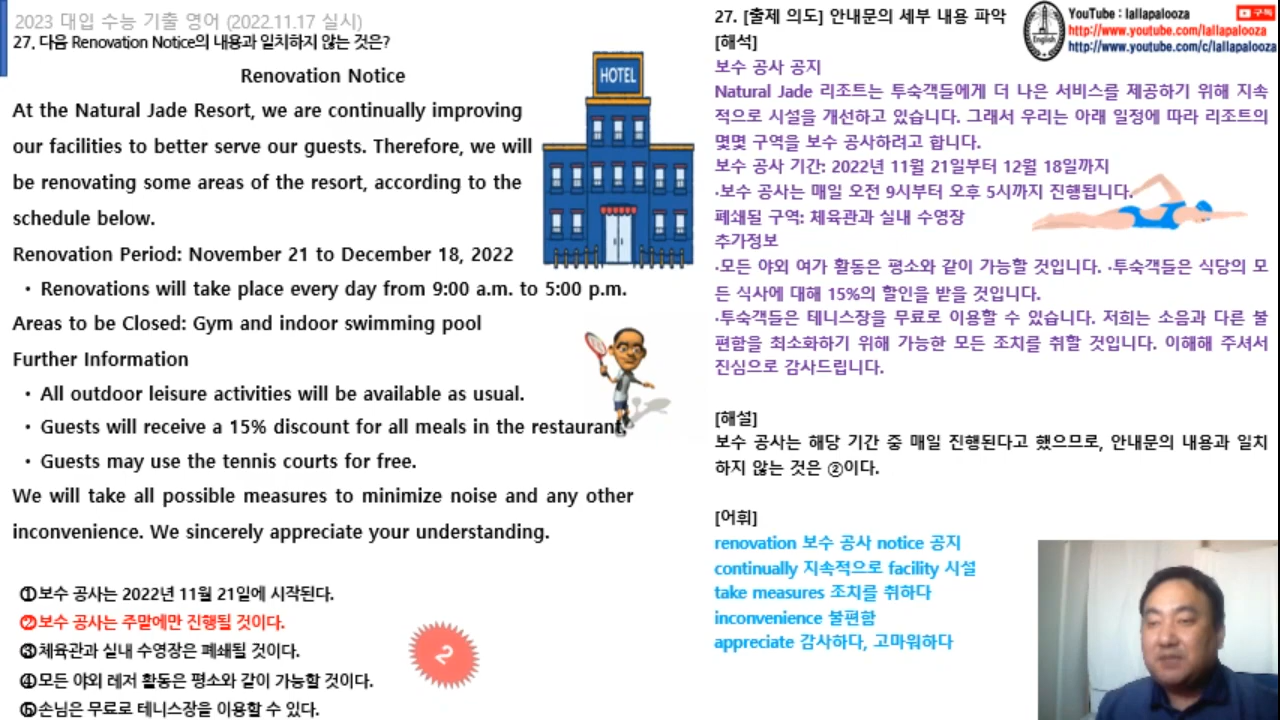 2023 대입 수능 기출 영어 (2022.11.17 실시)
27. 다음 Renovation Notice의 내용과 일치하지 않는 것은?
Renovation Notice
At the Natural Jade Resort, we are continually improving
our facilities to better serve our guests. Therefore, we will
be renovating some areas of the resort, according to the
schedule below.
Renovation Period: November 21 to December 18, 2022
• Renovations will take place every day from 9:00 a.m. to 5:00 p.m.
Areas to be Closed: Gym and indoor swimming pool
Further Information
• All outdoor leisure activities will be available as usual.
• Guests will receive a 15% discount for all meals in the restaurant.
• Guests may use the tennis courts for free.
We will take all possible measures to minimize noise and any other
inconvenience. We sincerely appreciate your understanding.
①보수 공사는 2022년 11월 21일에 시작된다.
②보수 공사는 주말에만 진행될 것이다.
③체육관과 실내 수영장은 폐쇄될 것이다.
④모든 야외 레저 활동은 평소와 같이 가능할 것이다.
⑤손님은 무료로 테니스장을 이용할 수 있다.
HOTEL
2
27. [출제 의도] 안내문의 세부 내용 파악
[해석]
보수 공사 공지
Natural Jade 리조트는 투숙객들에게 더 나은 서비스를 제공하기 위해 지속
적으로 시설을 개선하고 있습니다. 그래서 우리는 아래 일정에 따라 리조트의
몇몇 구역을 보수 공사하려고 합니다.
보수 공사 기간: 2022년 11월 21일부터 12월 18일까지
·보수 공사는 매일 오전 9시부터 오후 5시까지 진행됩니다.
폐쇄될 구역: 체육관과 실내 수영장
추가정보
·모든 야외 여가 활동은 평소와 같이 가능할 것입니다. ·투숙객들은 식당의 모
든 식사에 대해 15%의 할인을 받을 것입니다.
·투숙객들은 테니스장을 무료로 이용할 수 있습니다. 저희는 소음과 다른 불
편함을 최소화하기 위해 가능한 모든 조치를 취할 것입니다. 이해해 주셔서
진심으로 감사드립니다.
[해설]
보수 공사는 해당 기간 중 매일 진행된다고 했으므로, 안내문의 내용과 일치
하지 않는 것은 ②이다.
[어휘]
renovation 보수 공사 notice 공지
continually 지속적으로 facility 시설
take measures 조치를 취하다
inconvenience 불편함
appreciate 감사하다, 고마워하다
English
YouTube : lallapalooza
구독
http://www.youtube.com/lallapalooza
http://www.youtube.com/c/lallapalooza